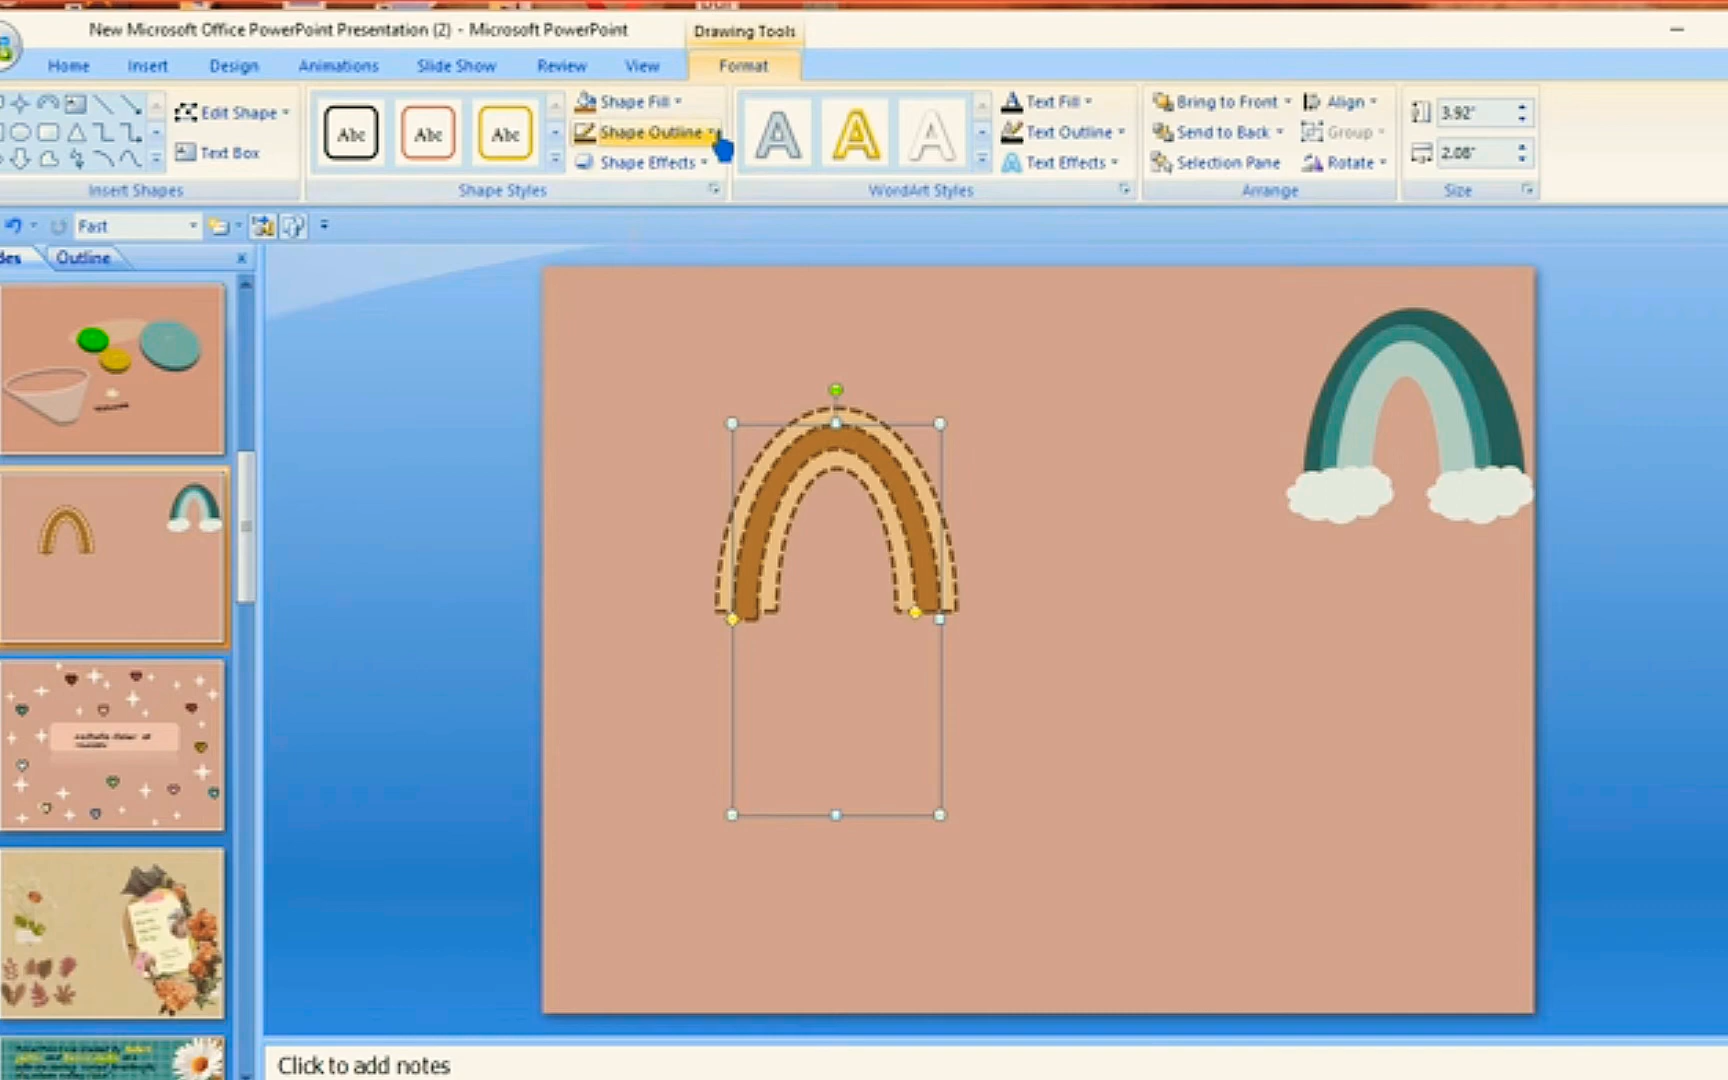 New Microsoft Office PowerPoint Presentation (2) - Microsoft PowerPoint
Drawing Tools
Home Insert Design Animations Slide Show Review View Format
Edit Shape
Text Box
Insert Shapes
Abc Abc Abc
Shape Fill
Shape Outline
Shape Effects
Shape Styles
A A A
Text Fill
Text Outline
Text Effects
WordArt Styles
Bring to Front
Send to Back
Selection Pane
Align
Group
Rotate
Arrange
3.92"
2.08"
Size
Fast
des Outline
Click to add notes